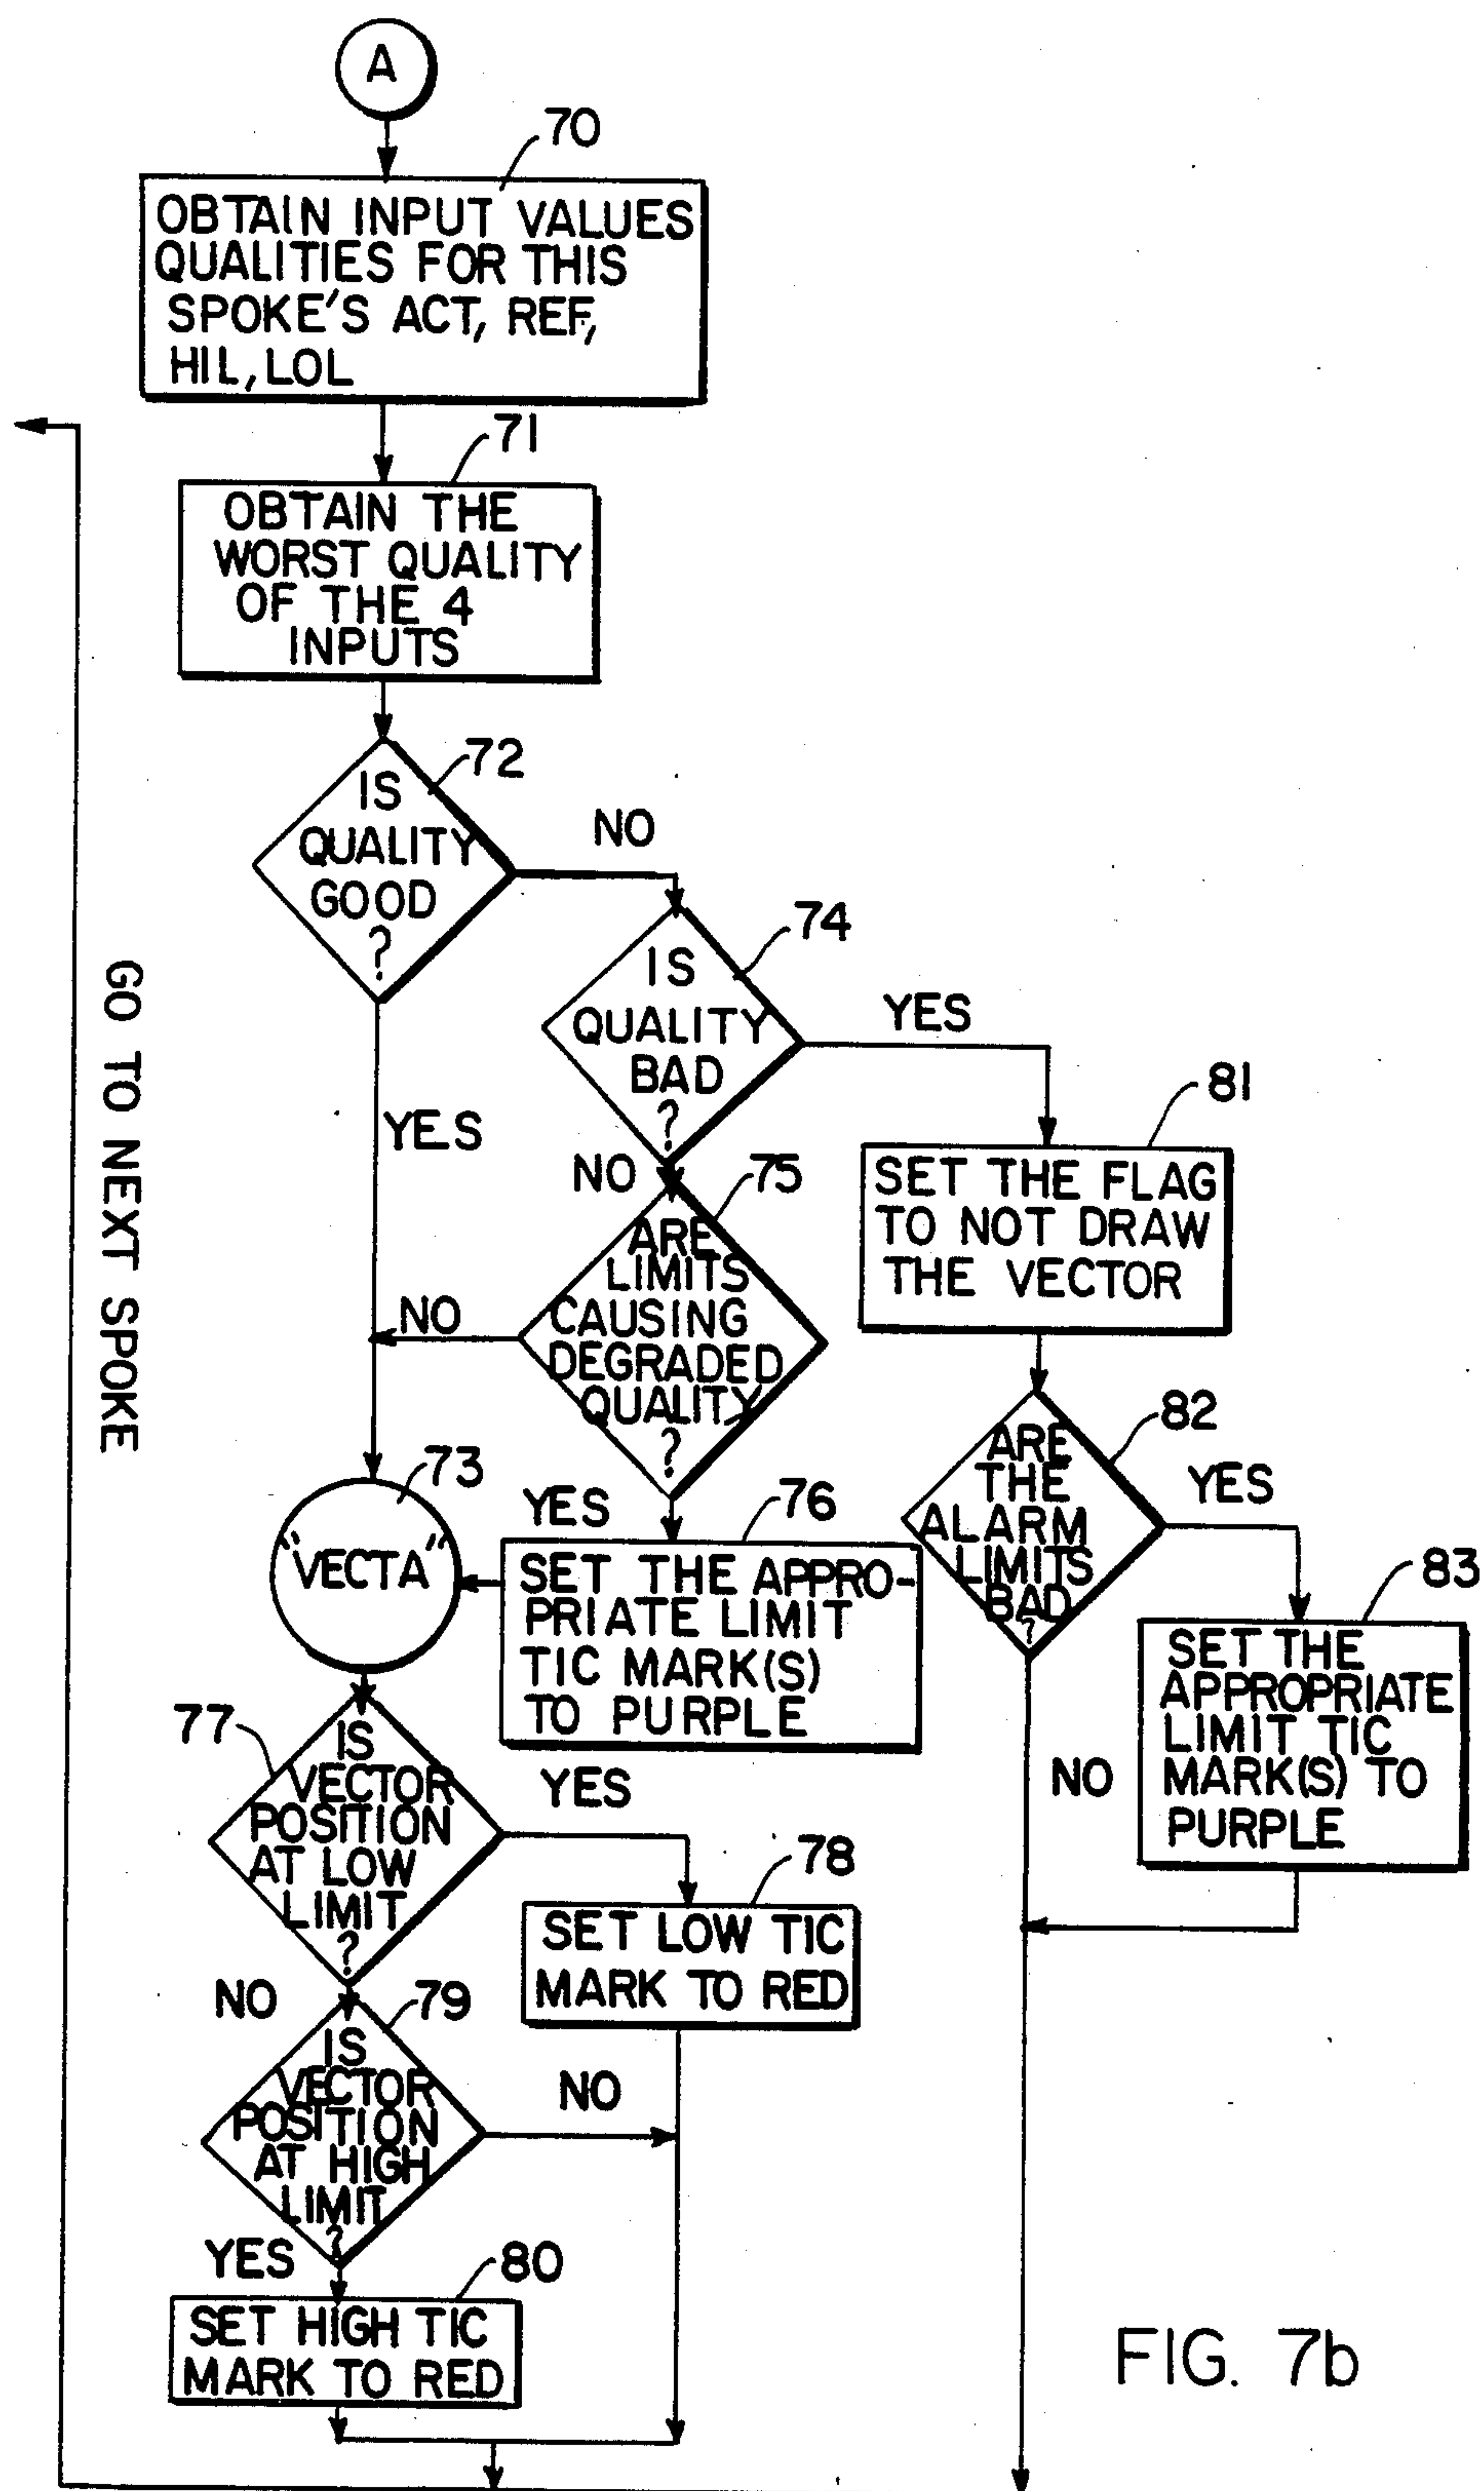 A
70
OBTAIN INPUT VALUES
QUALITIES FOR THIS
SPOKE'S ACT, REF,
HIL, LOL
71
OBTAIN THE
WORST QUALITY
OF THE 4
INPUTS
72
IS
QUALITY
GOOD
?
NO
YES
74
IS
QUALITY
BAD
?
YES
NO
75
ARE
LIMITS
CAUSING
DEGRADED
QUALITY
?
NO
YES
81
SET THE FLAG
TO NOT DRAW
THE VECTOR
82
ARE
THE
ALARM
LIMITS
BAD
?
YES
NO
83
SET THE
APPROPRIATE
LIMIT TIC
MARK(S) TO
PURPLE
73
"VECTA"
76
SET THE APPRO-
PRIATE LIMIT
TIC MARK(S)
TO PURPLE
77
IS
VECTOR
POSITION
AT LOW
LIMIT
?
YES
NO
78
SET LOW TIC
MARK TO RED
79
IS
VECTOR
POSITION
AT HIGH
LIMIT
?
NO
YES
80
SET HIGH TIC
MARK TO RED
GO TO NEXT SPOKE
FIG. 7b